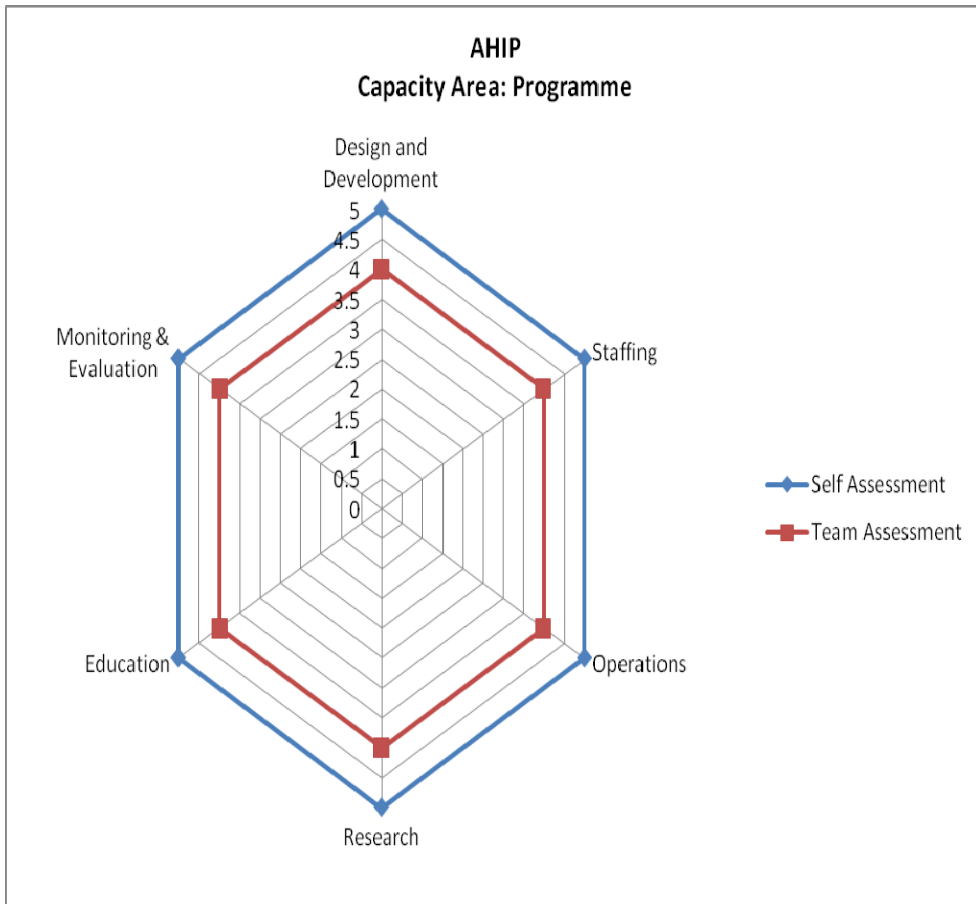 AHIP
Capacity Area: Programme
Design and
Development
5
4.5
4
3.5
3
2.5
2
1.5
1
0.5
0
Monitoring &
Evaluation
Staffing
Self Assessment
Team Assessment
Education
Operations
Research